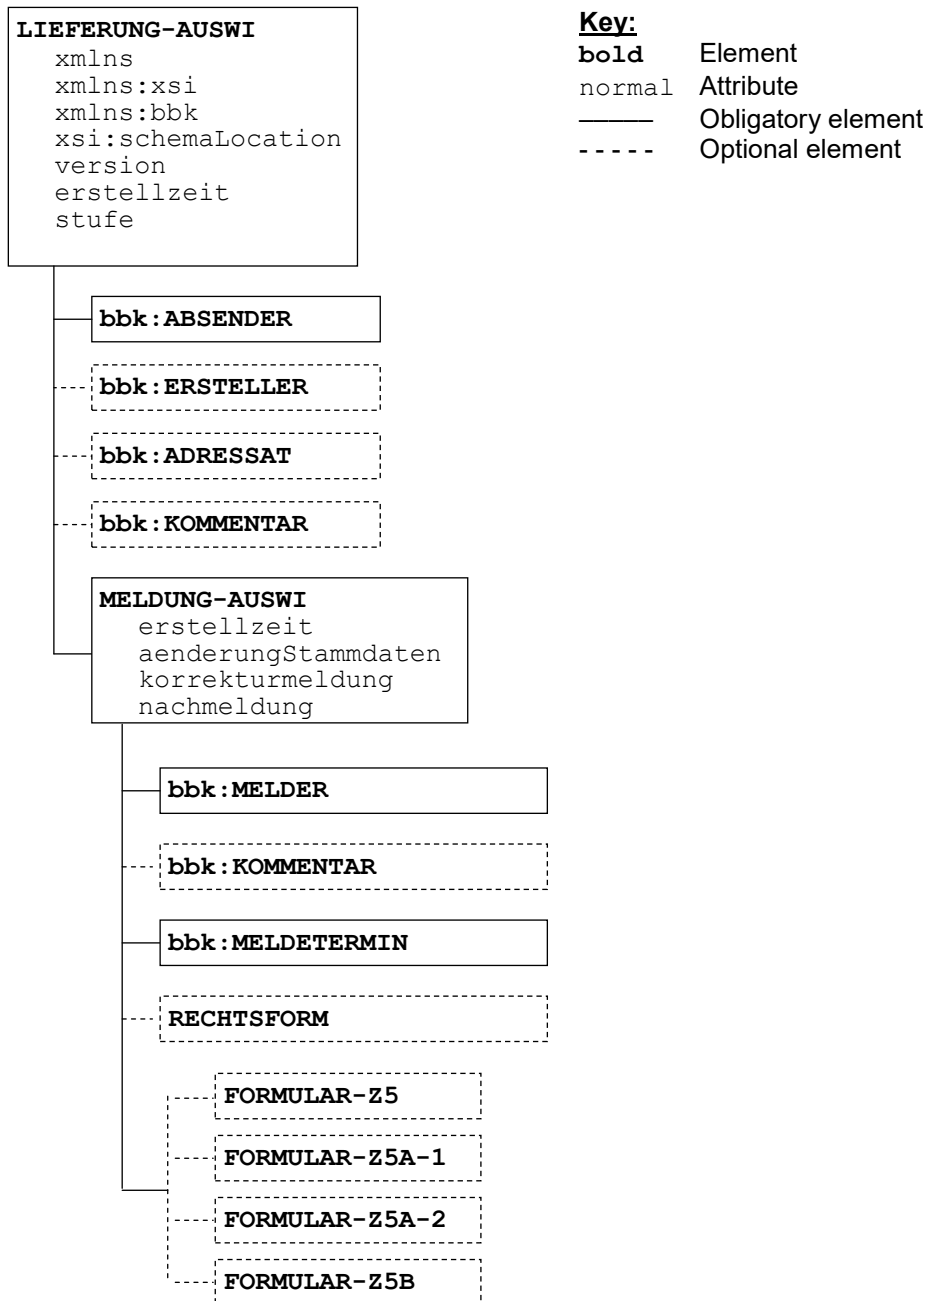 LIEFERUNG-AUSWI
xmlns
xmlns:xsi
xmlns:bbk
xsi:schemaLocation
version
erstellzeit
stufe
Key:
bold Element
normal Attribute
Obligatory element
- - - - - Optional element
bbk:ABSENDER
bbk:ERSTELLER
bbk:ADRESSAT
bbk:KOMMENTAR
MELDUNG-AUSWI
erstellzeit
aenderungStammdaten
korrekturmeldung
nachmeldung
bbk:MELDER
bbk:KOMMENTAR
bbk:MELDETERMIN
RECHTSFORM
FORMULAR-Z5
FORMULAR-Z5A-1
FORMULAR-Z5A-2
FORMULAR-Z5B